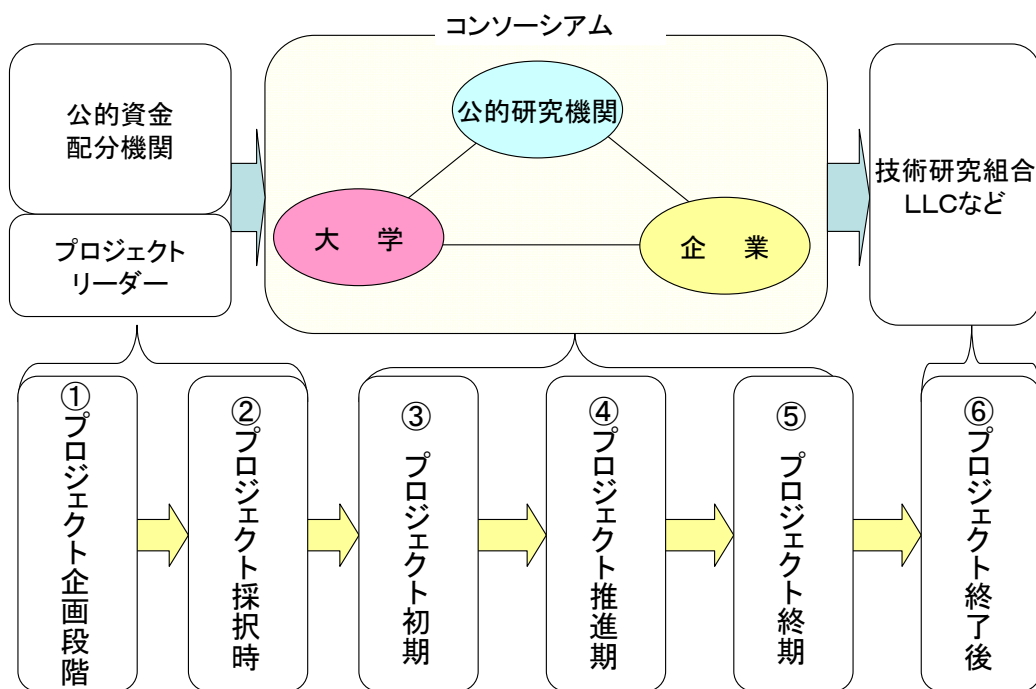 コンソーシアム
公的資金
配分機関
プロジェクト
リーダー
公的研究機関
大　学
企　業
技術研究組合
LLCなど
①プロジェクト企画段階
②プロジェクト採択時
③プロジェクト初期
④プロジェクト推進期
⑤プロジェクト終期
⑥プロジェクト終了後